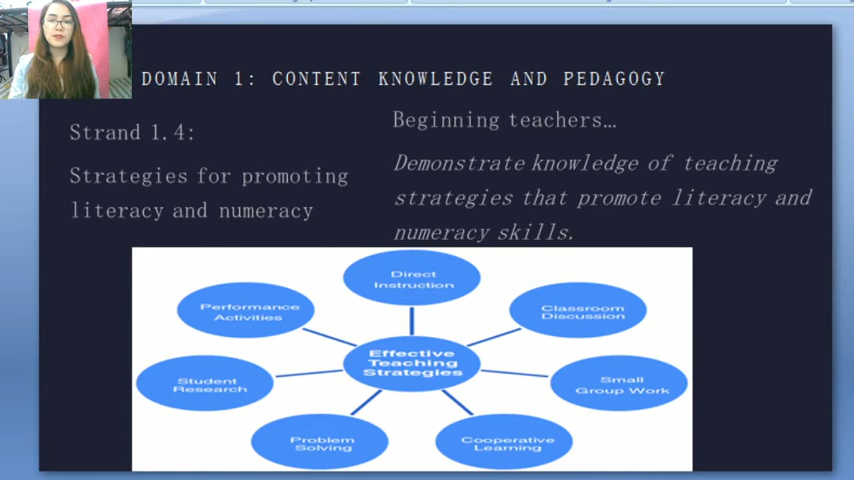 DOMAIN 1: CONTENT KNOWLEDGE AND PEDAGOGY
Strand 1.4:
Strategies for promoting
literacy and numeracy
Beginning teachers…
Demonstrate knowledge of teaching
strategies that promote literacy and
numeracy skills.
Direct
Instruction
Performance
Activities
Classroom
Discussion
Effective
Teaching
Strategies
Student
Research
Small
Group Work
Problem
Solving
Cooperative
Learning